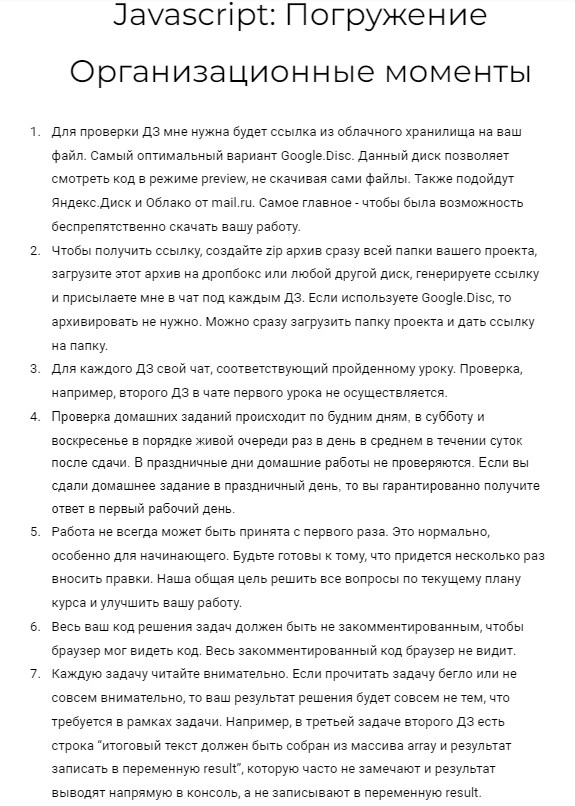 Javascript: Погружение
Организационные моменты
1. Для проверки ДЗ мне нужна будет ссылка из облачного хранилища на ваш
файл. Самый оптимальный вариант Google.Disc. Данный диск позволяет
смотреть код в режиме preview, не скачивая сами файлы. Также подойдут
Яндекс.Диск и Облако от mail.ru. Самое главное - чтобы была возможность
беспрепятственно скачать вашу работу.
2. Чтобы получить ссылку, создайте zip архив сразу всей папки вашего проекта,
загрузите этот архив на дропбокс или любой другой диск, генерируете ссылку
и присылаете мне в чат под каждым ДЗ. Если используете Google.Disc, то
архивировать не нужно. Можно сразу загрузить папку проекта и дать ссылку
на папку.
3. Для каждого ДЗ свой чат, соответствующий пройденному уроку. Проверка,
например, второго ДЗ в чате первого урока не осуществляется.
4. Проверка домашних заданий происходит по будним дням, в субботу и
воскресенье в порядке живой очереди раз в день в среднем в течении суток
после сдачи. В праздничные дни домашние работы не проверяются. Если вы
сдали домашнее задание в праздничный день, то вы гарантированно получите
ответ в первый рабочий день.
5. Работа не всегда может быть принята с первого раза. Это нормально,
особенно для начинающего. Будьте готовы к тому, что придется несколько раз
вносить правки. Наша общая цель решить все вопросы по текущему плану
курса и улучшить вашу работу.
6. Весь ваш код решения задач должен быть не закомментированным, чтобы
браузер мог видеть код. Весь закомментированный код браузер не видит.
7. Каждую задачу читайте внимательно. Если прочитать задачу бегло или не
совсем внимательно, то ваш результат решения будет совсем не тем, что
требуется в рамках задачи. Например, в третьей задаче второго ДЗ есть
строка “итоговый текст должен быть собран из массива array и результат
записать в переменную result”, которую часто не замечают и результат
выводят напрямую в консоль, а не записывают в переменную result.